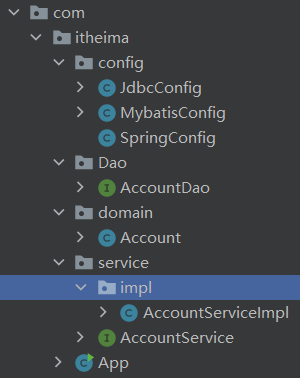 com
itheima
config
C JdbcConfig
C MybatisConfig
C SpringConfig
Dao
I AccountDao
domain
C Account
service
impl
C AccountServiceImpl
I AccountService
C App